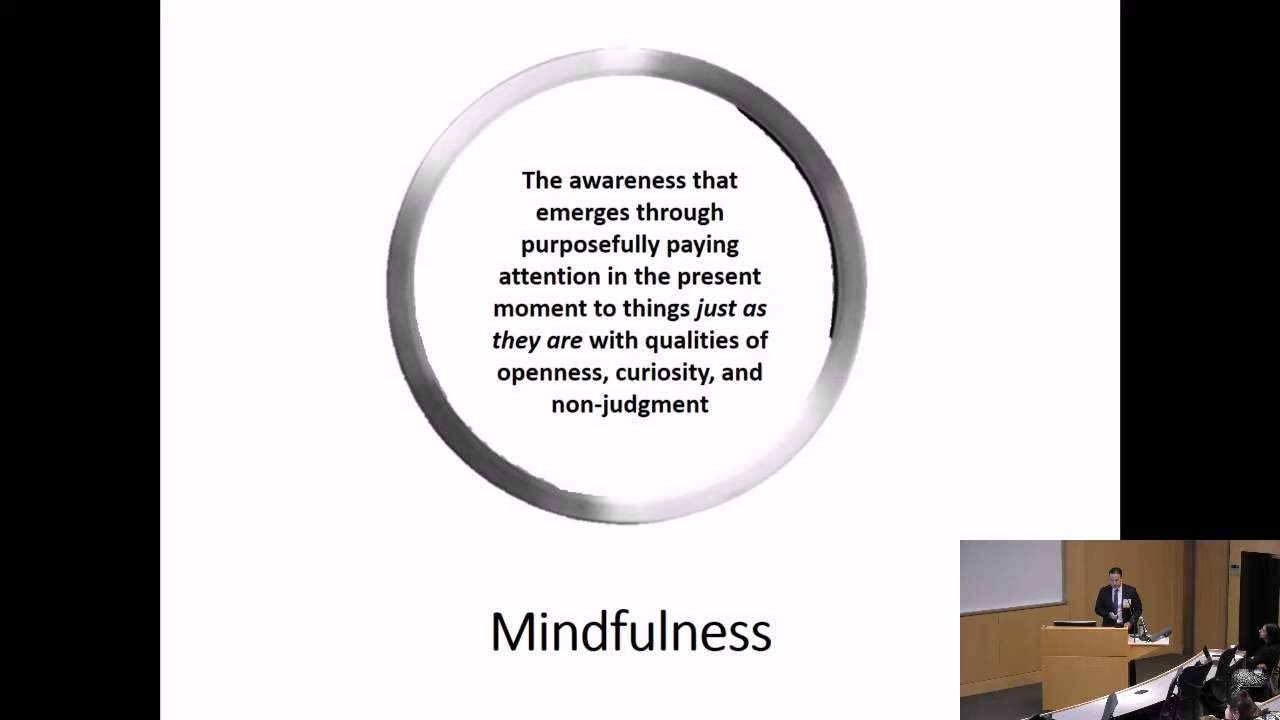 The awareness that
emerges through
purposefully paying
attention in the present
moment to things just as
they are with qualities of
openness, curiosity, and
non-judgment
Mindfulness